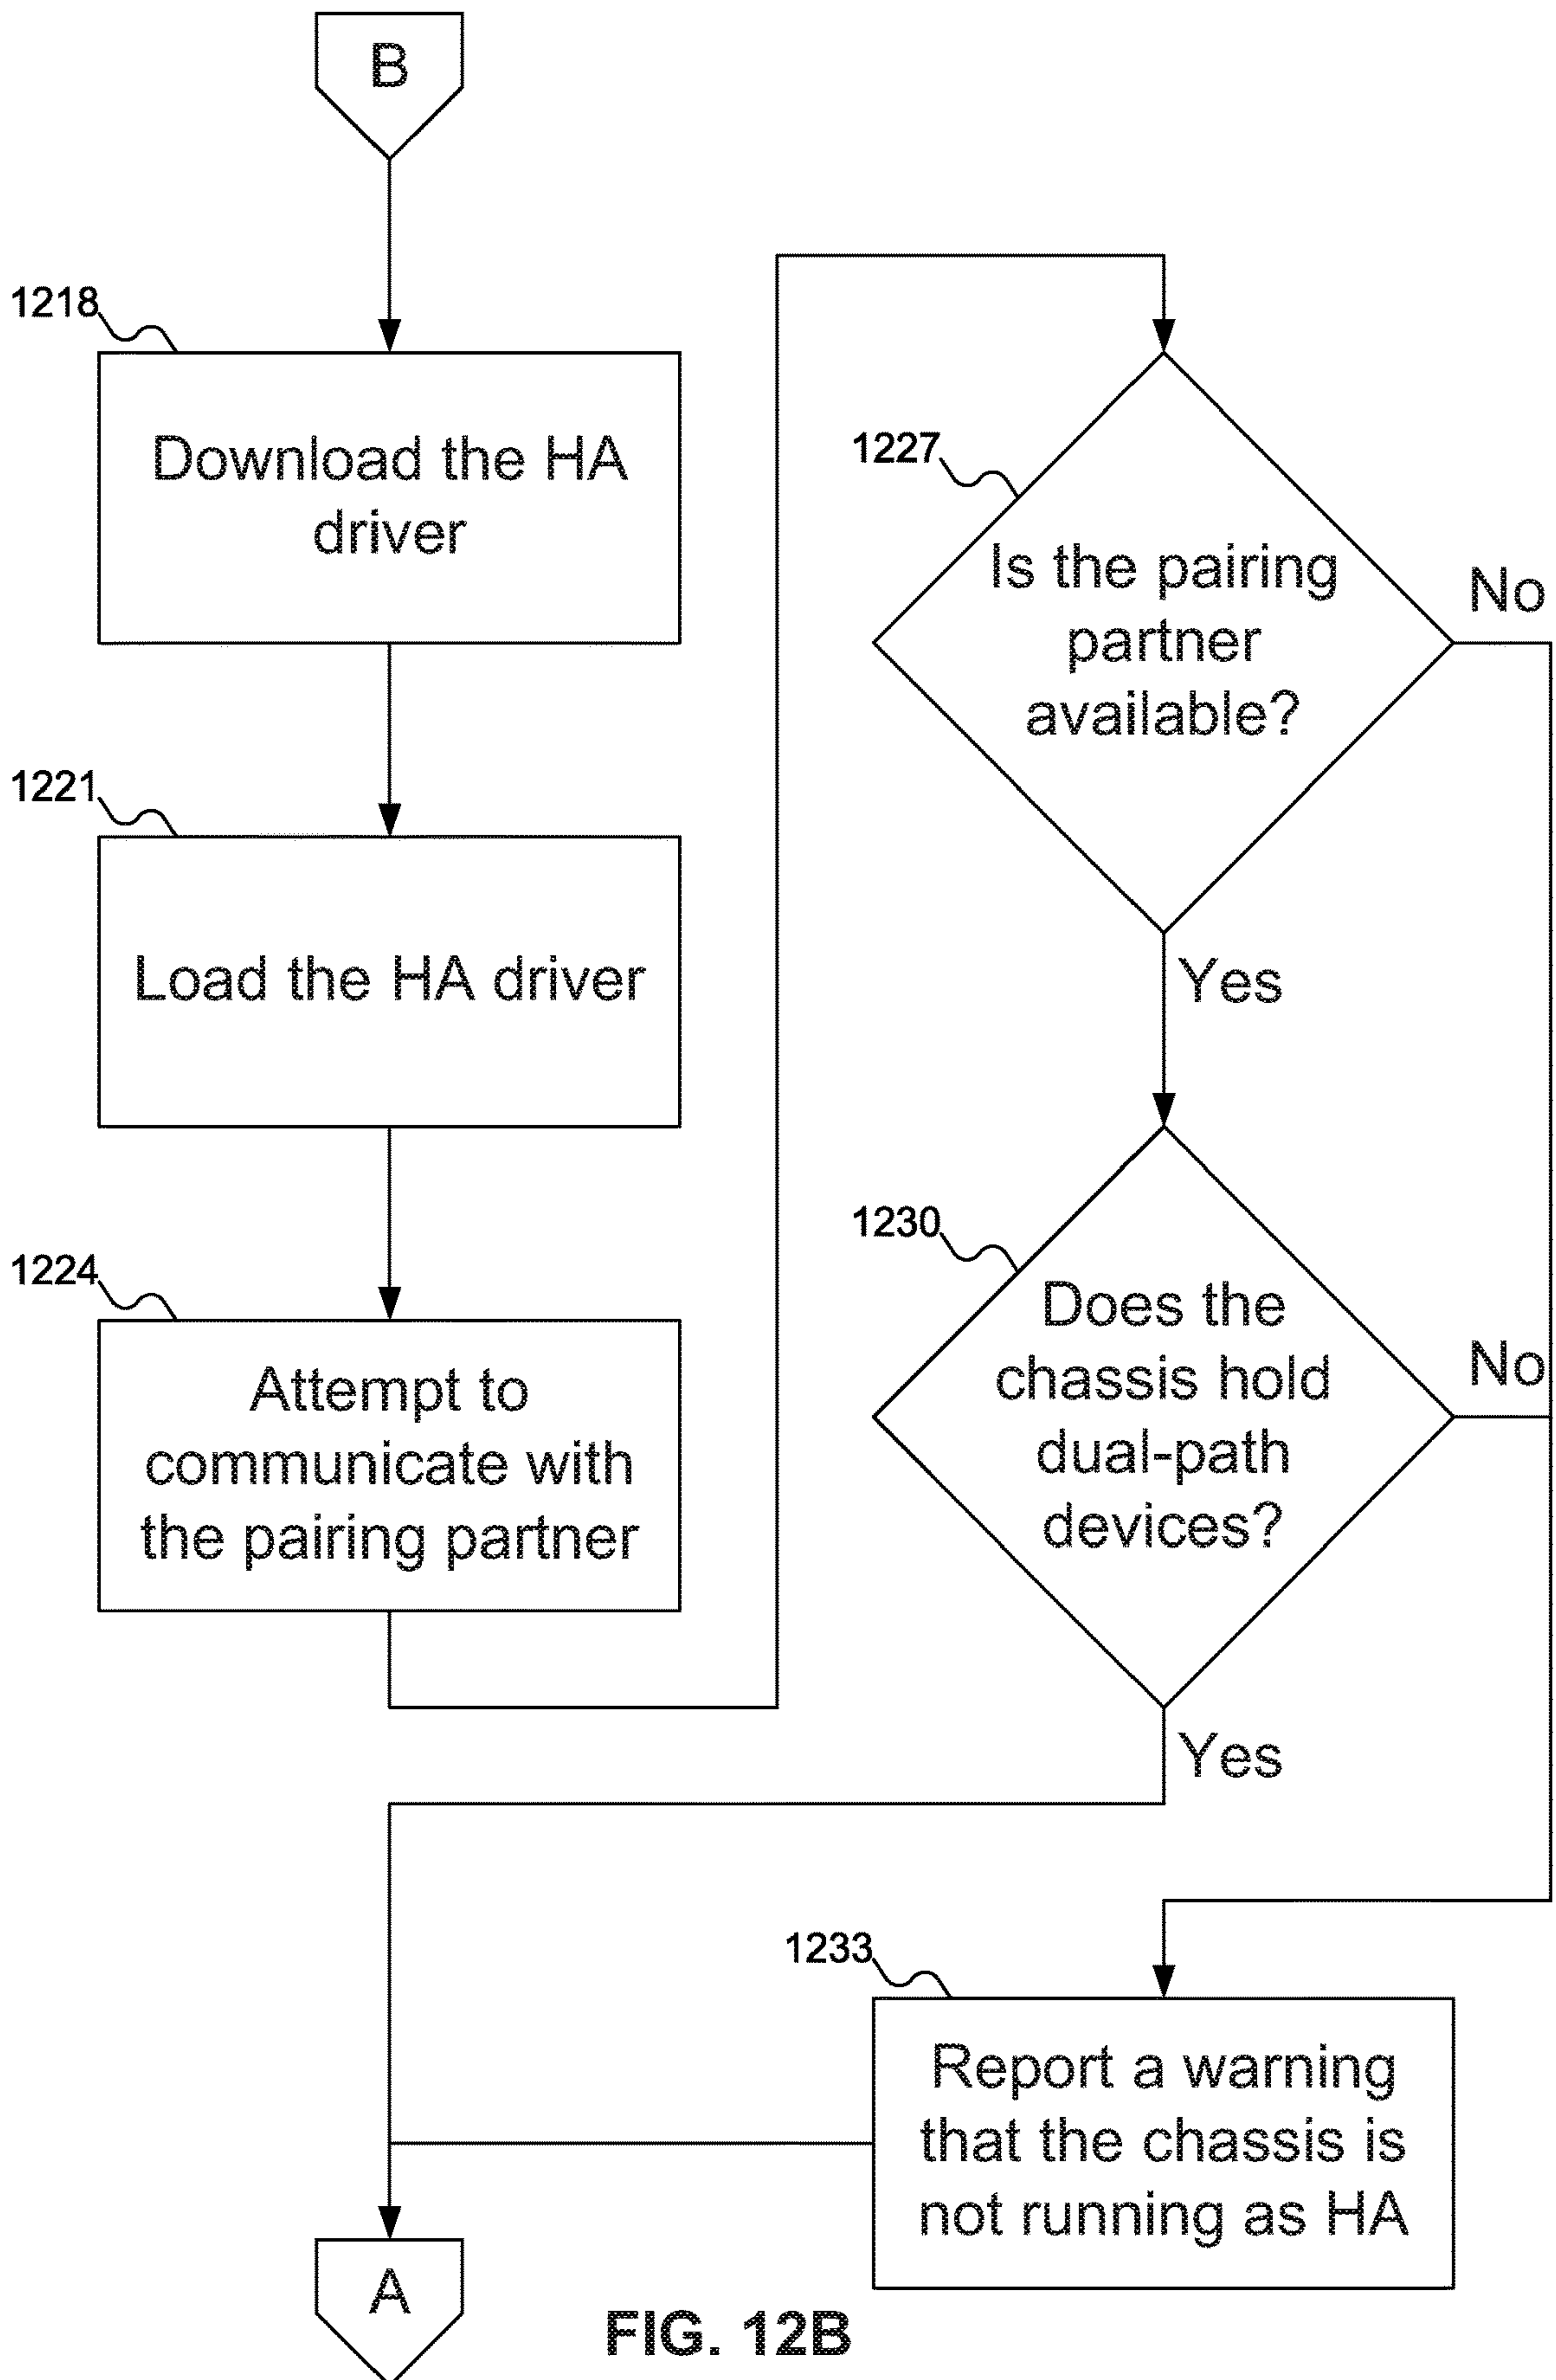 B
1218
Download the HA
driver
1221
Load the HA driver
1224
Attempt to
communicate with
the pairing partner
1227
Is the pairing
partner
available?
No
Yes
1230
Does the
chassis hold
dual-path
devices?
No
Yes
1233
Report a warning
that the chassis is
not running as HA
A
FIG. 12B